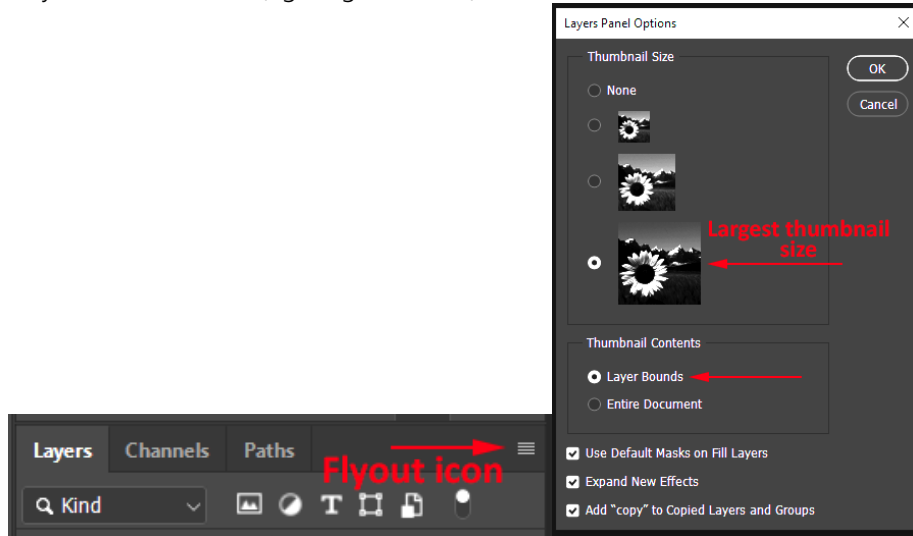 Layers Panel Options
Thumbnail Size
OK
None
Cancel
Largest thumbnail
size
Thumbnail Contents
Layer Bounds
Entire Document
Layers Channels Paths
Flyout icon
Kind
Use Default Masks on Fill Layers
Expand New Effects
Add "copy" to Copied Layers and Groups